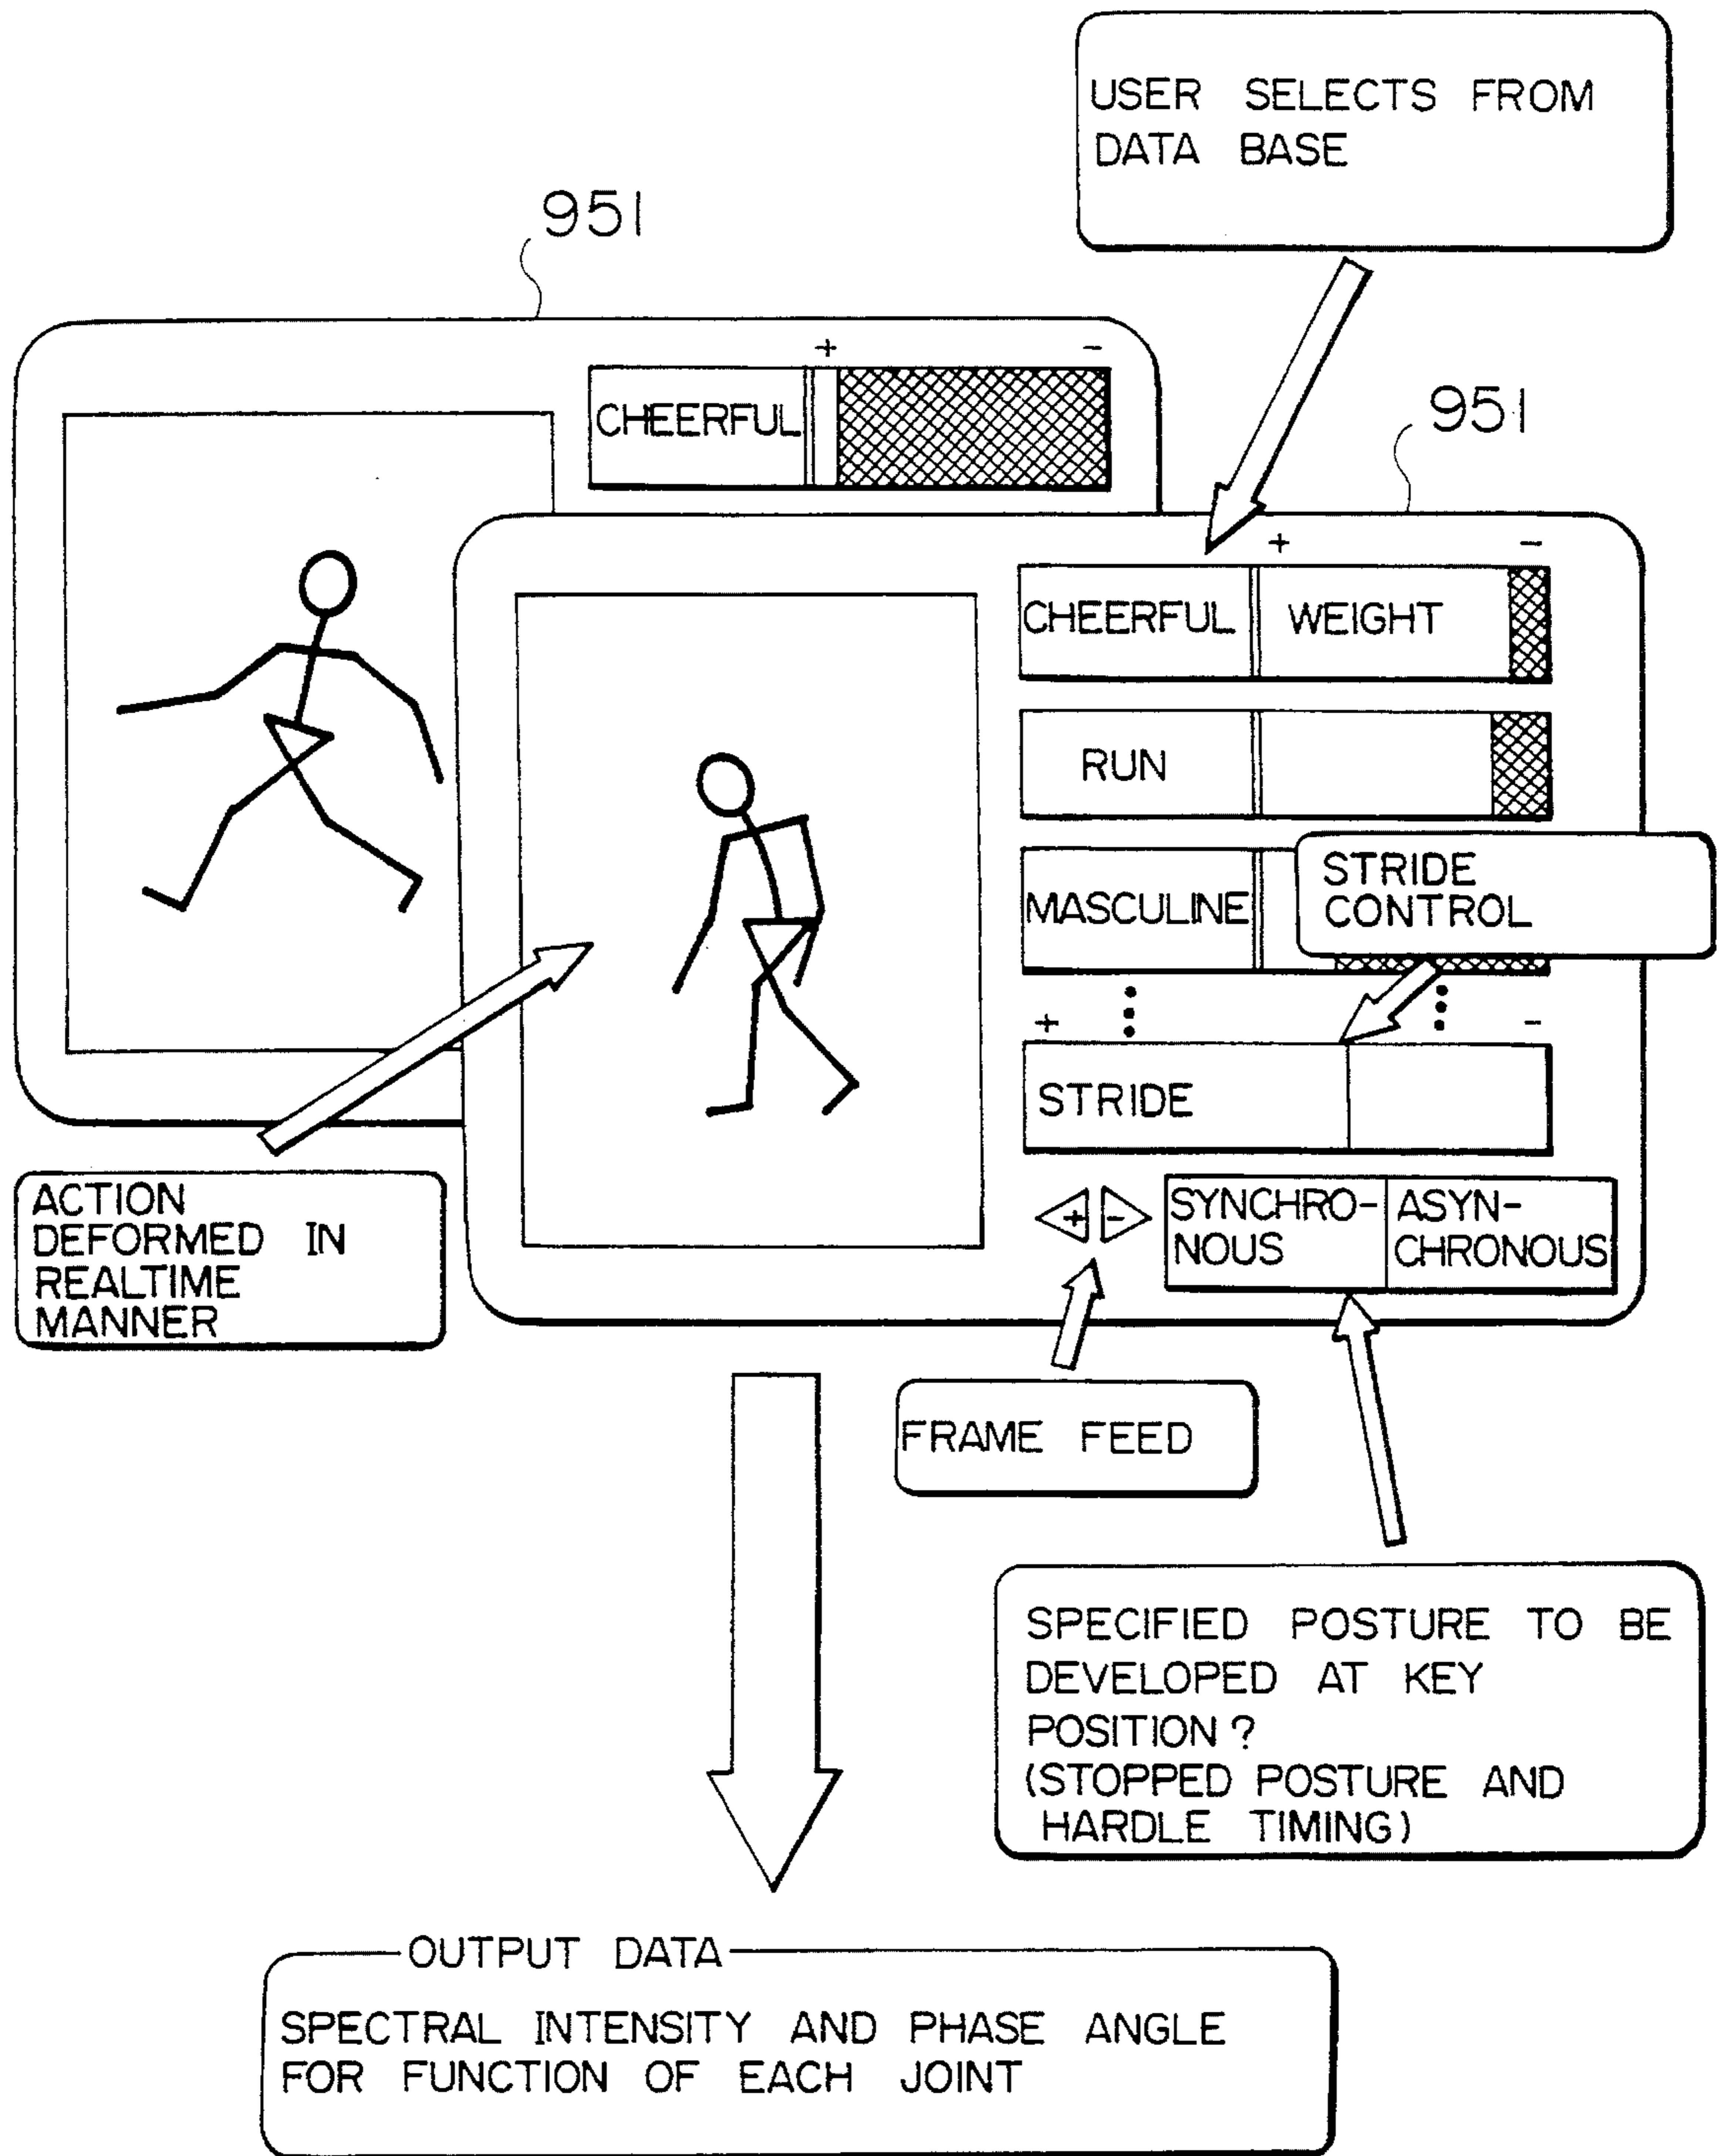 USER SELECTS FROM
DATA BASE
951
+ -
CHEERFUL
951
+ -
CHEERFUL WEIGHT
RUN
MASCULINE
STRIDE
CONTROL
+ -
STRIDE
+ -
SYNCHRO-
NOUS
ASYN-
CHRONOUS
ACTION
DEFORMED IN
REALTIME
MANNER
FRAME FEED
SPECIFIED POSTURE TO BE
DEVELOPED AT KEY
POSITION?
(STOPPED POSTURE AND
HARDLE TIMING)
OUTPUT DATA
SPECTRAL INTENSITY AND PHASE ANGLE
FOR FUNCTION OF EACH JOINT